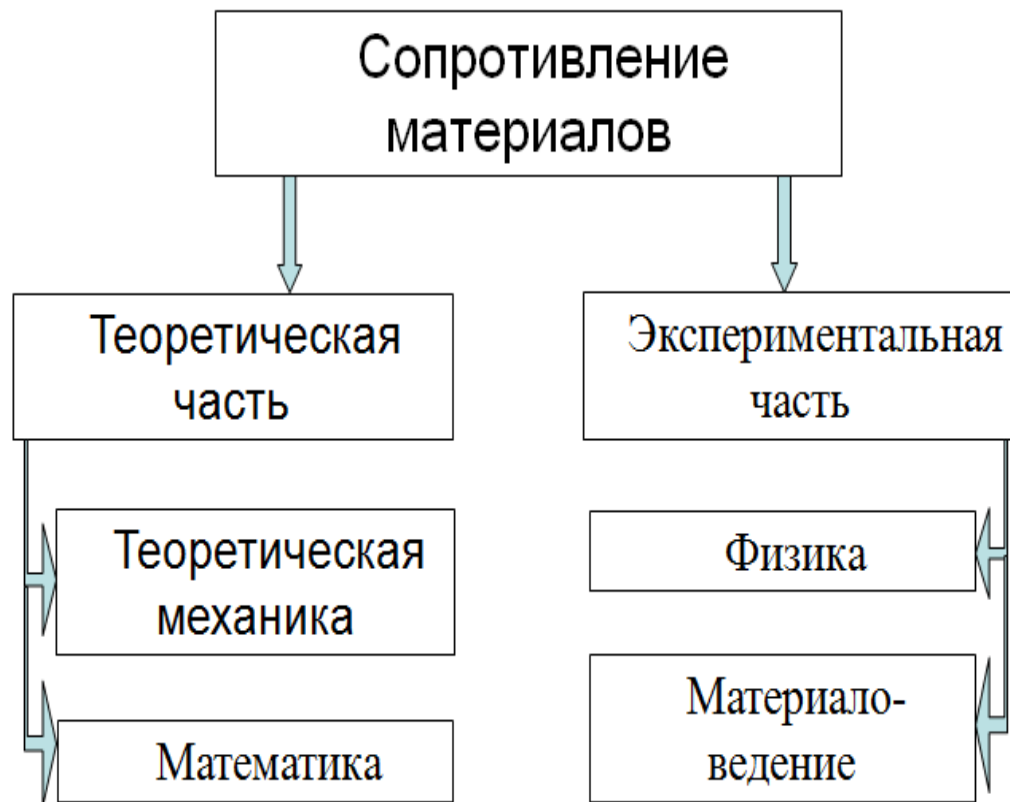 Сопротивление
материалов
Теоретическая
часть
Экспериментальная
часть
Теоретическая
механика
Физика
Математика
Материало-
ведение